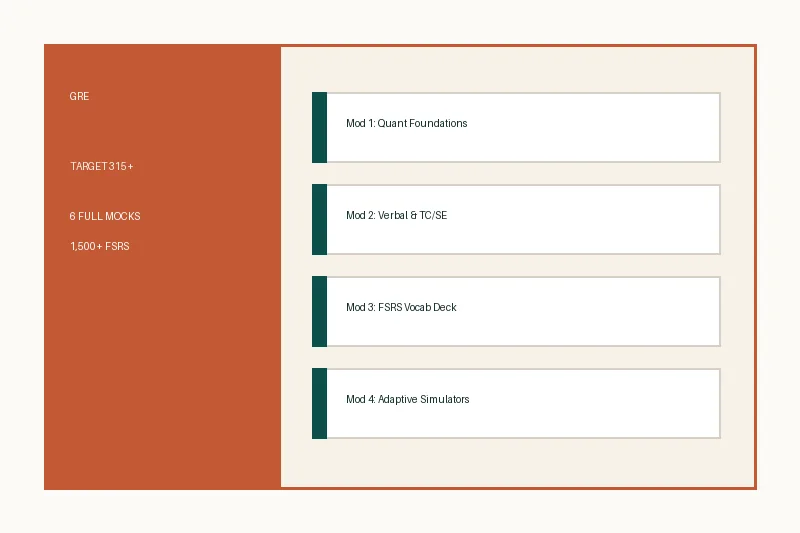 GRE
TARGET 315+
6 FULL MOCKS
1,500+ FSRS
Mod 1: Quant Foundations
Mod 2: Verbal & TC/SE
Mod 3: FSRS Vocab Deck
Mod 4: Adaptive Simulators